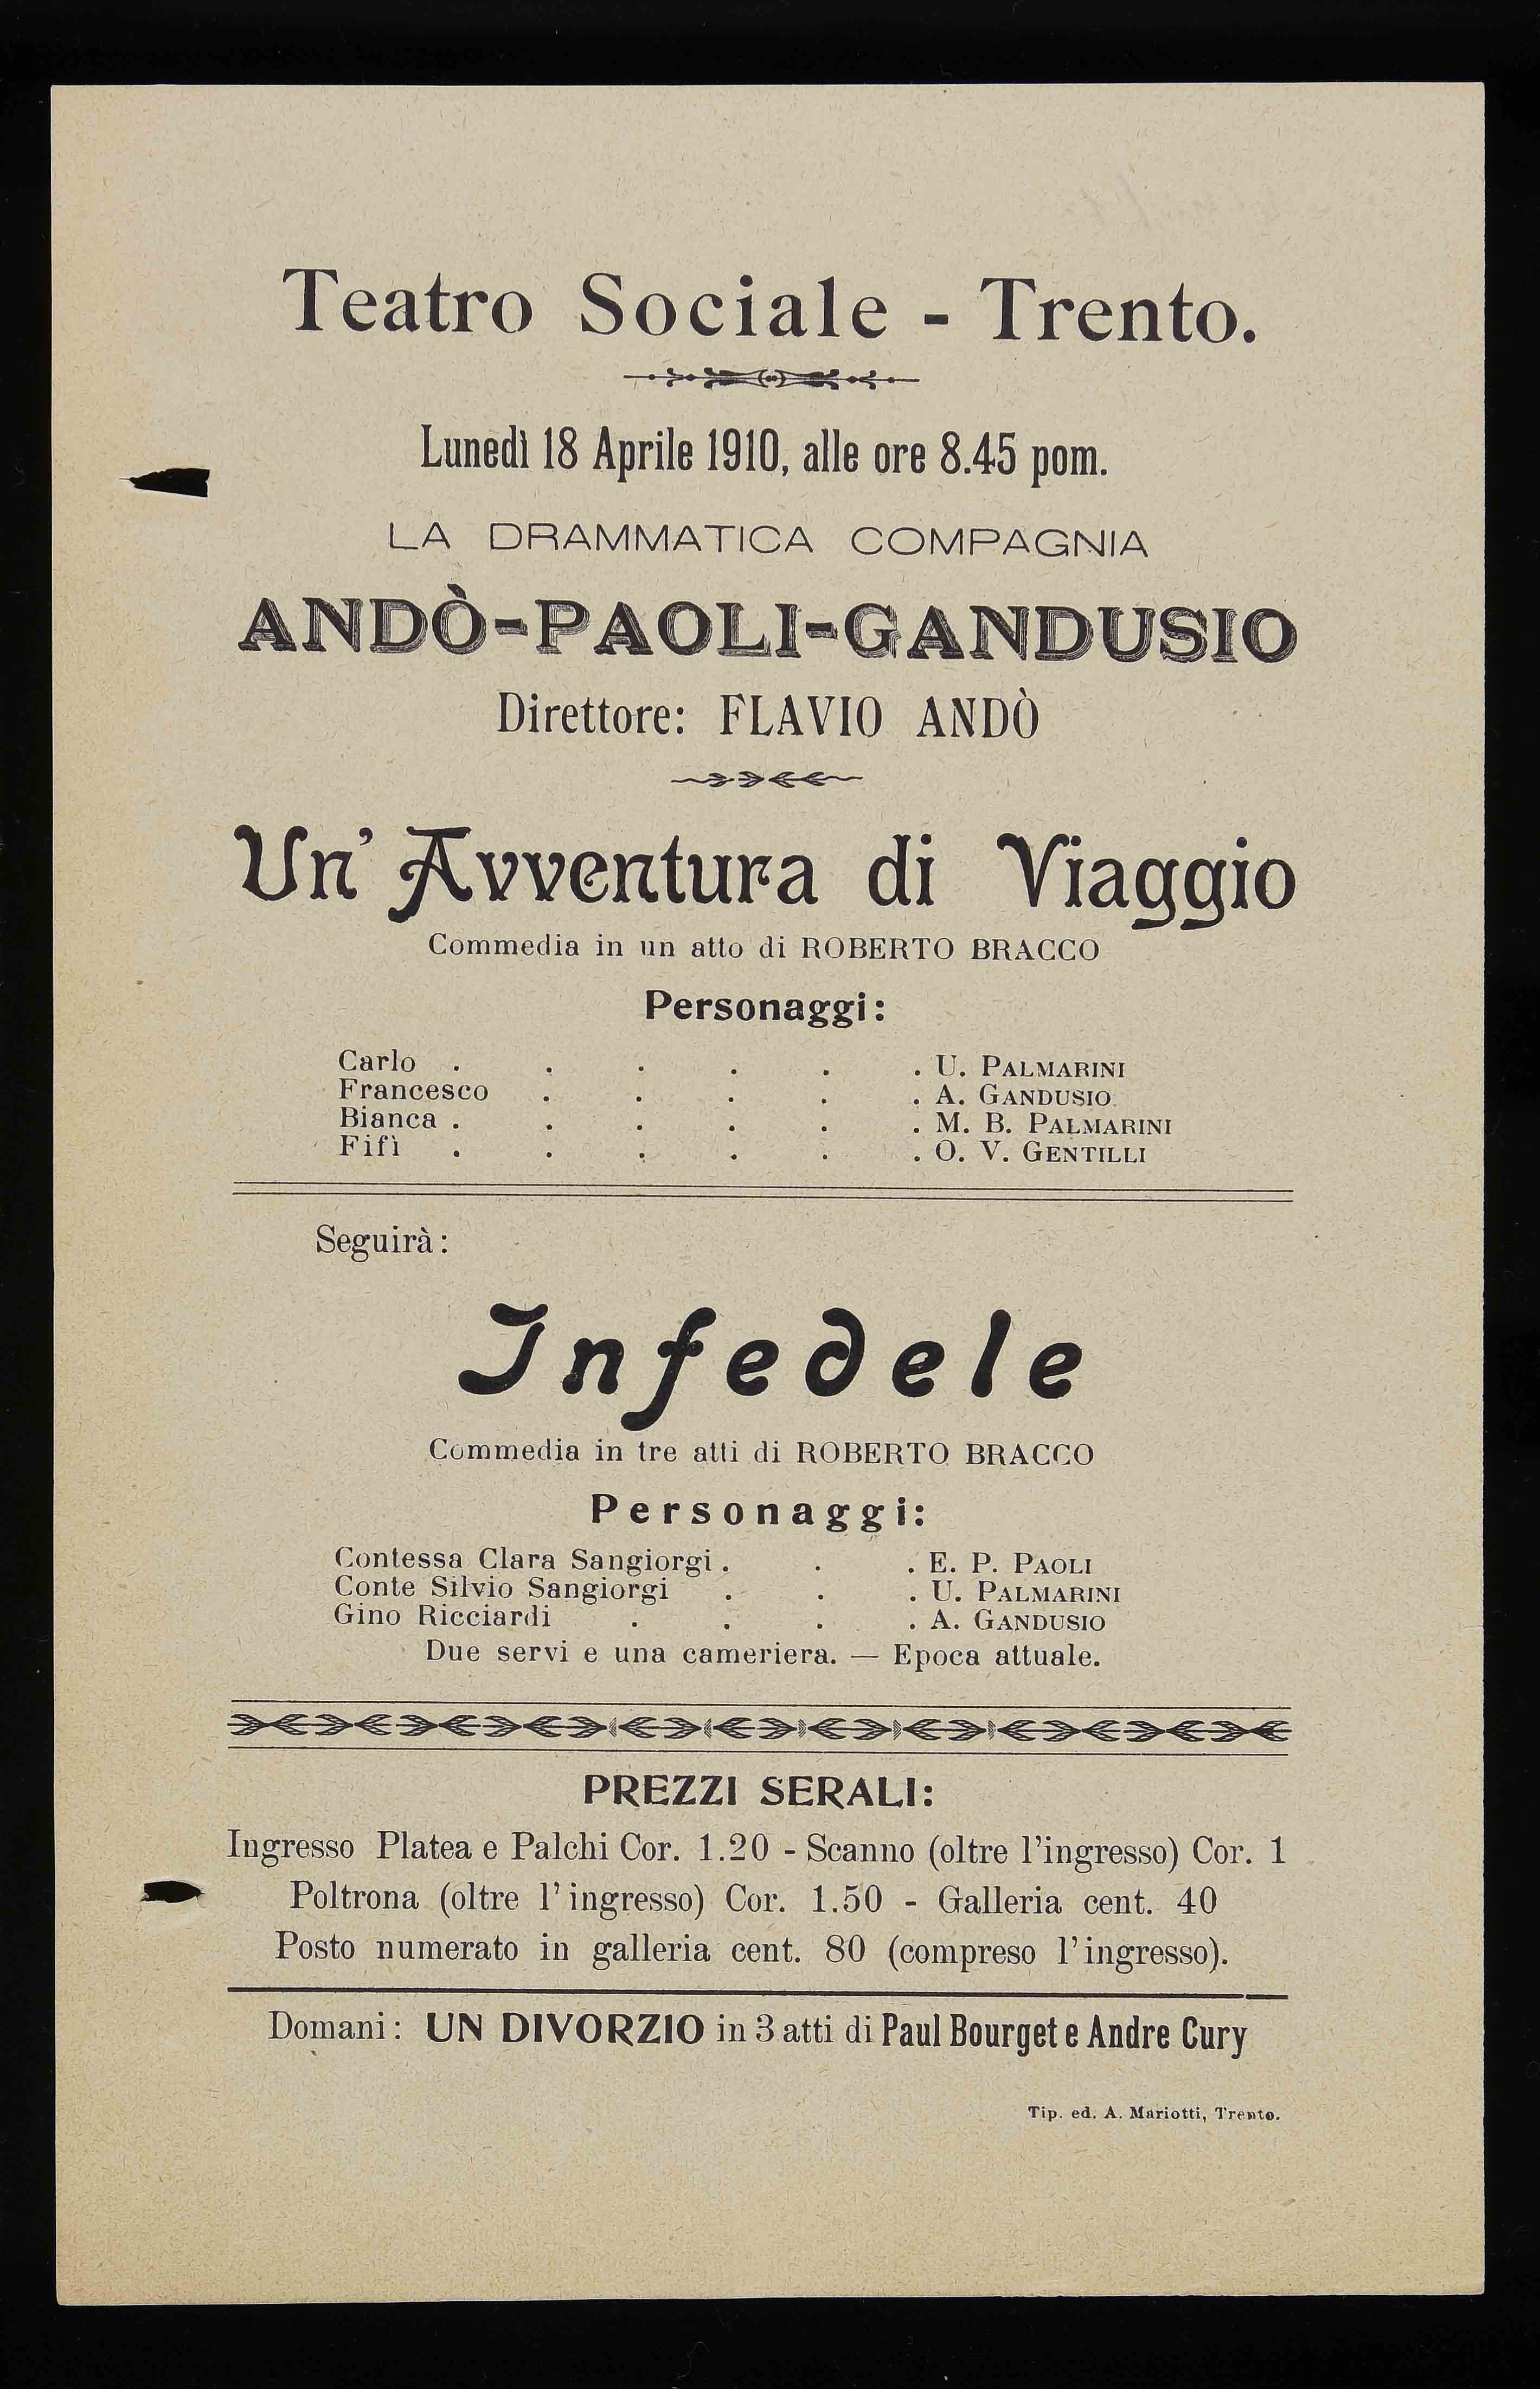 Teatro Sociale - Trento.
Lunedì 18 Aprile 1910, alle ore 8.45 pom.
LA DRAMMATICA COMPAGNIA
ANDÒ-PAOLI-GANDUSIO
Direttore: FLAVIO ANDÒ
Un' Avventura di Viaggio
Commedia in un atto di ROBERTO BRACCO
Personaggi:
Carlo . . . . . . U. PALMARINI
Francesco . . . . . A. GANDUSIO
Bianca . . . . . . M. B. PALMARINI
Fifì . . . . . . O. V. GENTILLI
Seguirà:
Infedele
Commedia in tre atti di ROBERTO BRACCO
Personaggi:
Contessa Clara Sangiorgi . . . E. P. PAOLI
Conte Silvio Sangiorgi . . . U. PALMARINI
Gino Ricciardi . . . . A. GANDUSIO
Due servi e una cameriera. — Epoca attuale.
PREZZI SERALI:
Ingresso Platea e Palchi Cor. 1.20 - Scanno (oltre l'ingresso) Cor. 1
Poltrona (oltre l'ingresso) Cor. 1.50 - Galleria cent. 40
Posto numerato in galleria cent. 80 (compreso l'ingresso).
Domani: UN DIVORZIO in 3 atti di Paul Bourget e Andre Cury
Tip. ed. A. Mariotti, Trento.